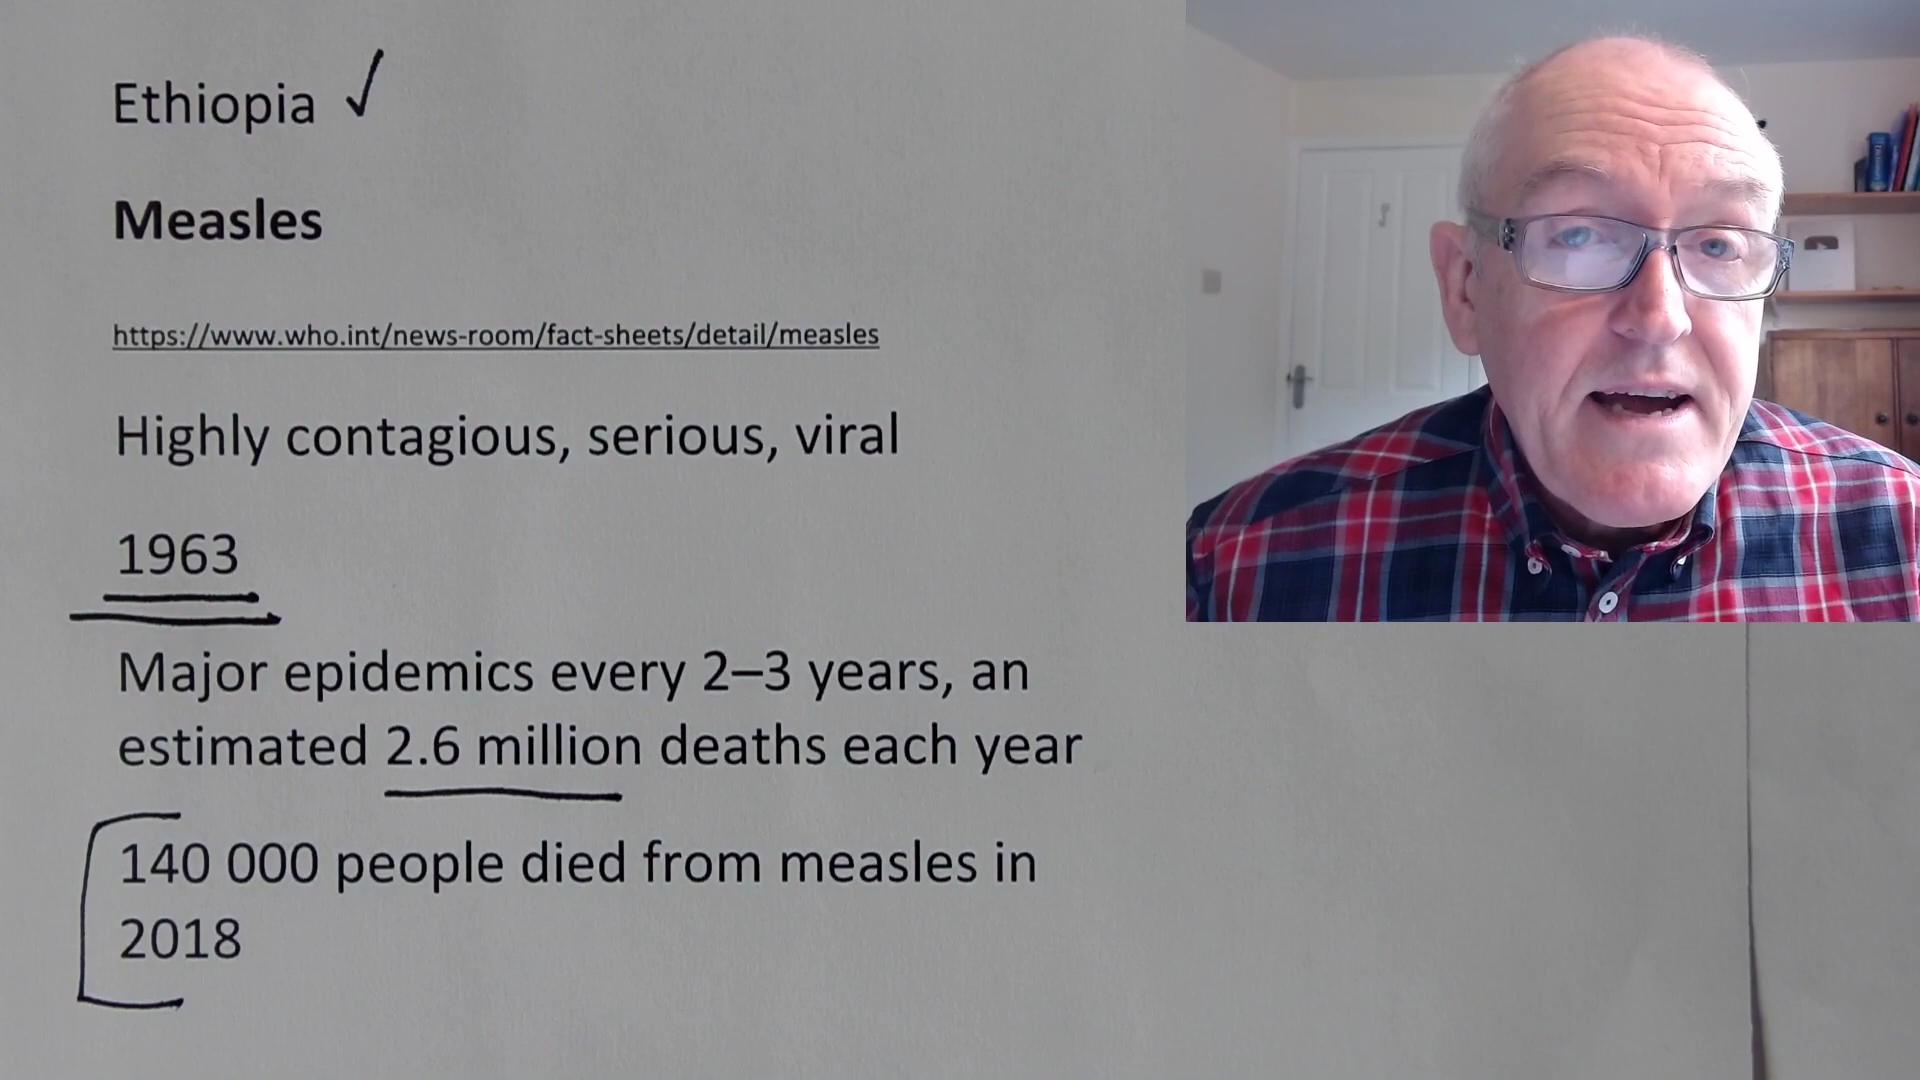 Ethiopia ✓
Measles
https://www.who.int/news-room/fact-sheets/detail/measles
Highly contagious, serious, viral
1963
Major epidemics every 2–3 years, an
estimated 2.6 million deaths each year
140 000 people died from measles in
2018